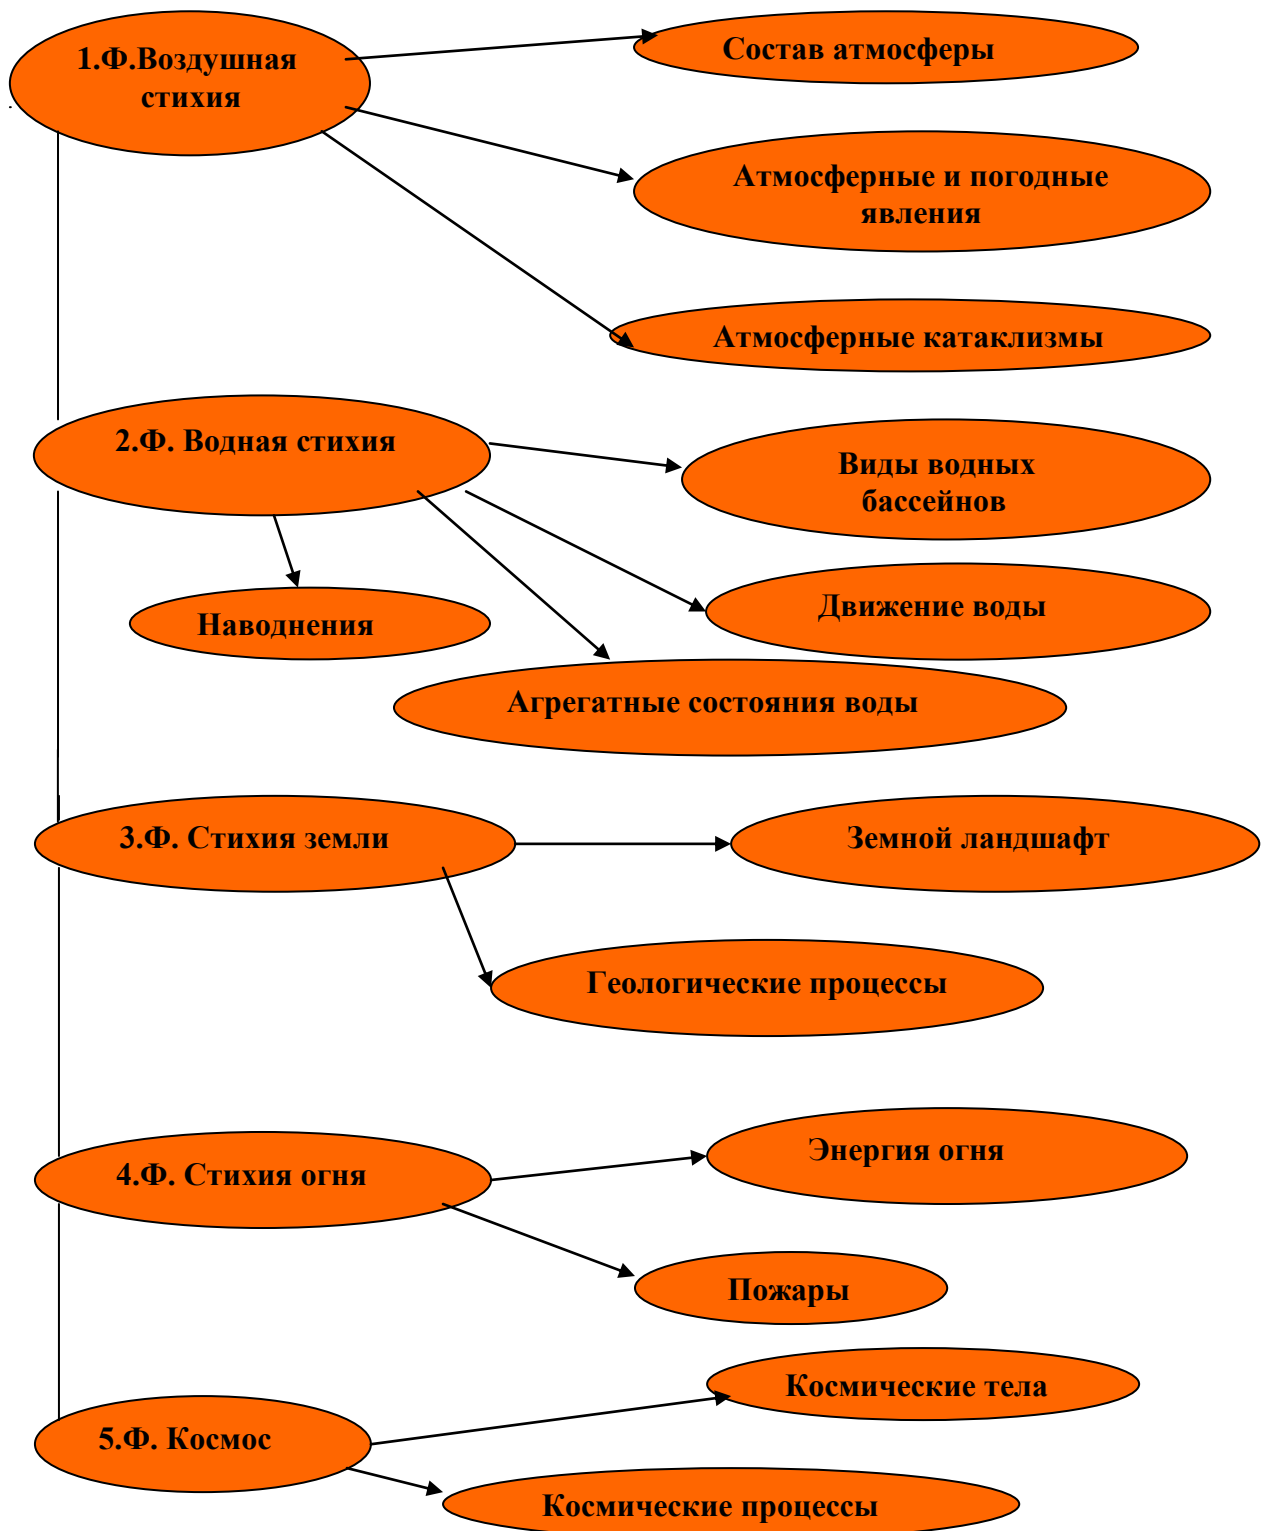 1.Ф.Воздушная
стихия
Состав атмосферы
Атмосферные и погодные
явления
Атмосферные катаклизмы
2.Ф. Водная стихия
Виды водных
бассейнов
Движение воды
Наводнения
Агрегатные состояния воды
3.Ф. Стихия земли
Земной ландшафт
Геологические процессы
4.Ф. Стихия огня
Энергия огня
Пожары
Космические тела
5.Ф. Космос
Космические процессы